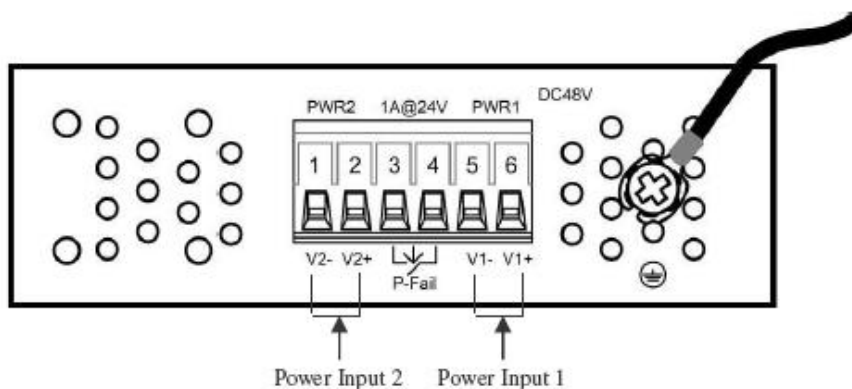 PWR2 1A@24V PWR1 DC48V
1 2 3 4 5 6
V2- V2+ V1- V1+
P-Fail
Power Input 2 Power Input 1